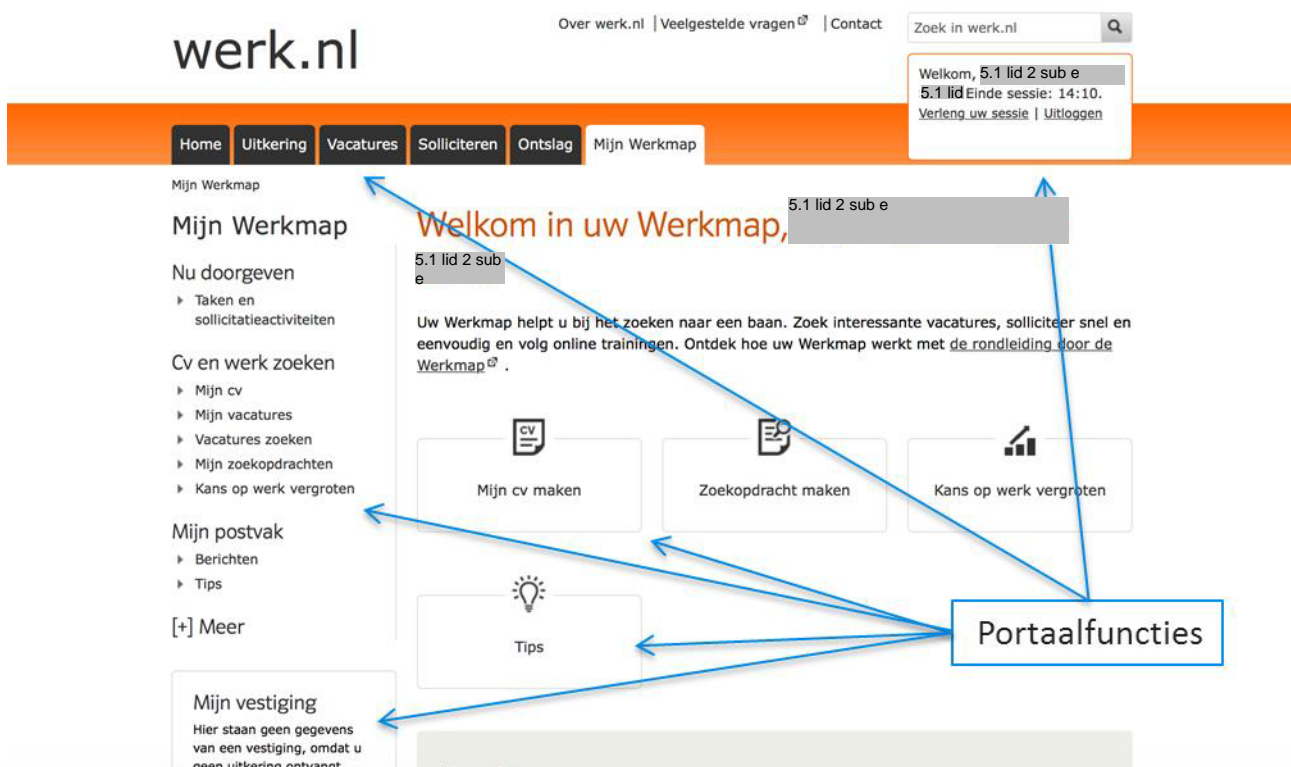 Over werk.nl | Veelgestelde vragen | Contact
Zoek in werk.nl
werk.nl
Welkom, 5.1 lid 2 sub e
5.1 lid Einde sessie: 14:10.
Verleng uw sessie | Uitloggen
Home Uitkering Vacatures Solliciteren Ontslag Mijn Werkmap
Mijn Werkmap
Mijn Werkmap
Nu doorgeven
Taken en
sollicitatieactiviteiten
Cv en werk zoeken
Mijn cv
Mijn vacatures
Vacatures zoeken
Mijn zoekopdrachten
Kans op werk vergroten
Mijn postvak
Berichten
Tips
[+] Meer
Mijn vestiging
Hier staan geen gegevens
van een vestiging, omdat u
geen uitkering ontvangt
Welkom in uw Werkmap, 5.1 lid 2 sub e
5.1 lid 2 sub
e
Uw Werkmap helpt u bij het zoeken naar een baan. Zoek interessante vacatures, solliciteer snel en
eenvoudig en volg online trainingen. Ontdek hoe uw Werkmap werkt met de rondleiding door de
Werkmap .
CV
Mijn cv maken
Zoekopdracht maken
Kans op werk vergroten
Tips
Portaalfuncties